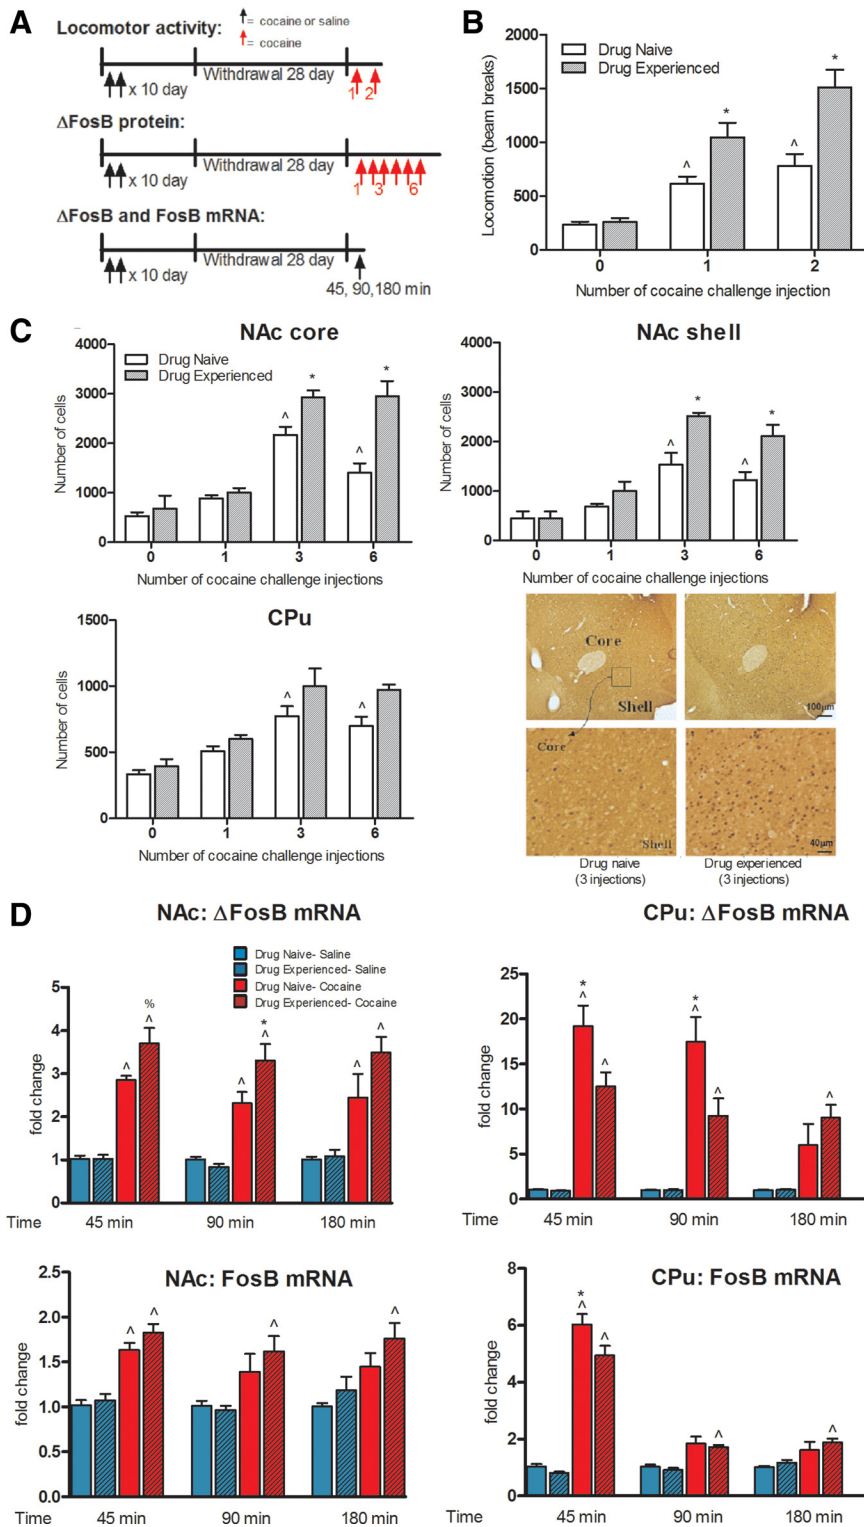 A
Locomotor activity:
= cocaine or saline
= cocaine
x 10 day
Withdrawal 28 day
1 2
ΔFosB protein:
x 10 day
Withdrawal 28 day
1 3 6
ΔFosB and FosB mRNA:
x 10 day
Withdrawal 28 day
45, 90,180 min
B
Drug Naive
Drug Experienced
Locomotion (beam breaks)
2000
1500
1000
500
0
^ * ^ *
0 1 2
Number of cocaine challenge injection
C
NAc core
Drug Naive
Drug Experienced
Number of cells
4000
3000
2000
1000
0
^ * ^ *
0 1 3 6
Number of cocaine challenge injections
NAc shell
Number of cells
4000
3000
2000
1000
0
^ * ^ *
0 1 3 6
Number of cocaine challenge injections
CPu
Number of cells
1500
1000
500
0
^ ^
0 1 3 6
Number of cocaine challenge injections
Core
Shell
100µm
Core
Shell
40µm
Drug naive
(3 injections)
Drug experienced
(3 injections)
D
NAc: ΔFosB mRNA
Drug Naive- Saline
Drug Experienced- Saline
Drug Naive- Cocaine
Drug Experienced- Cocaine
fold change
5
4
3
2
1
0
^ % ^ ^ * ^ ^ ^
Time 45 min 90 min 180 min
CPu: ΔFosB mRNA
fold change
25
20
15
10
5
0
* ^ ^ * ^ ^ ^
Time 45 min 90 min 180 min
NAc: FosB mRNA
fold change
2.5
2.0
1.5
1.0
0.5
0.0
^ ^ ^ ^
Time 45 min 90 min 180 min
CPu: FosB mRNA
fold change
8
6
4
2
0
* ^ ^ ^ ^
Time 45 min 90 min 180 min